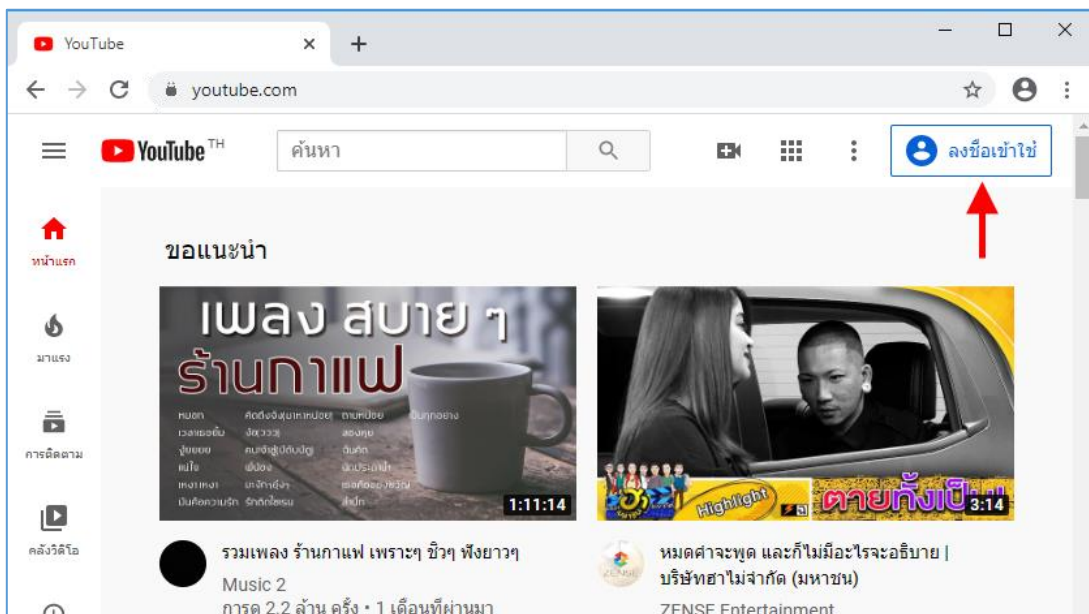 YouTube
youtube.com
YouTube TH
ค้นหา
ลงชื่อเข้าใช้
หน้าแรก
ขอแนะนำ
มาแรง
การติดตาม
คลังวิดีโอ
เพลง สบาย ๆ
ร้านกาแฟ
1:11:14
Highlight
ตายทั้งเป็น
3:14
รวมเพลง ร้านกาแฟ เพราะๆ ชิวๆ ฟังยาวๆ
Music 2
การดู 2.2 ล้าน ครั้ง • 1 เดือนที่ผ่านมา
หมดคำจะพูด และก็ไม่มีอะไรจะอธิบาย |
บริษัทฮาไม่จำกัด (มหาชน)
ZENSE Entertainment